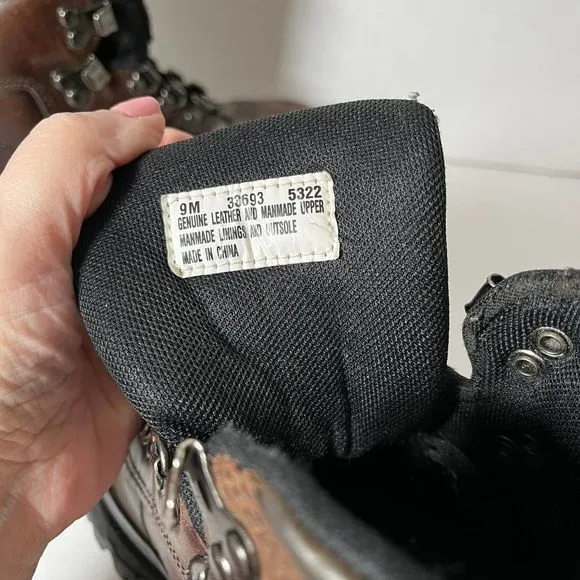 9M 33693 5322
GENUINE LEATHER AND MANMADE UPPER
MANMADE LININGS AND OUTSOLE
MADE IN CHINA